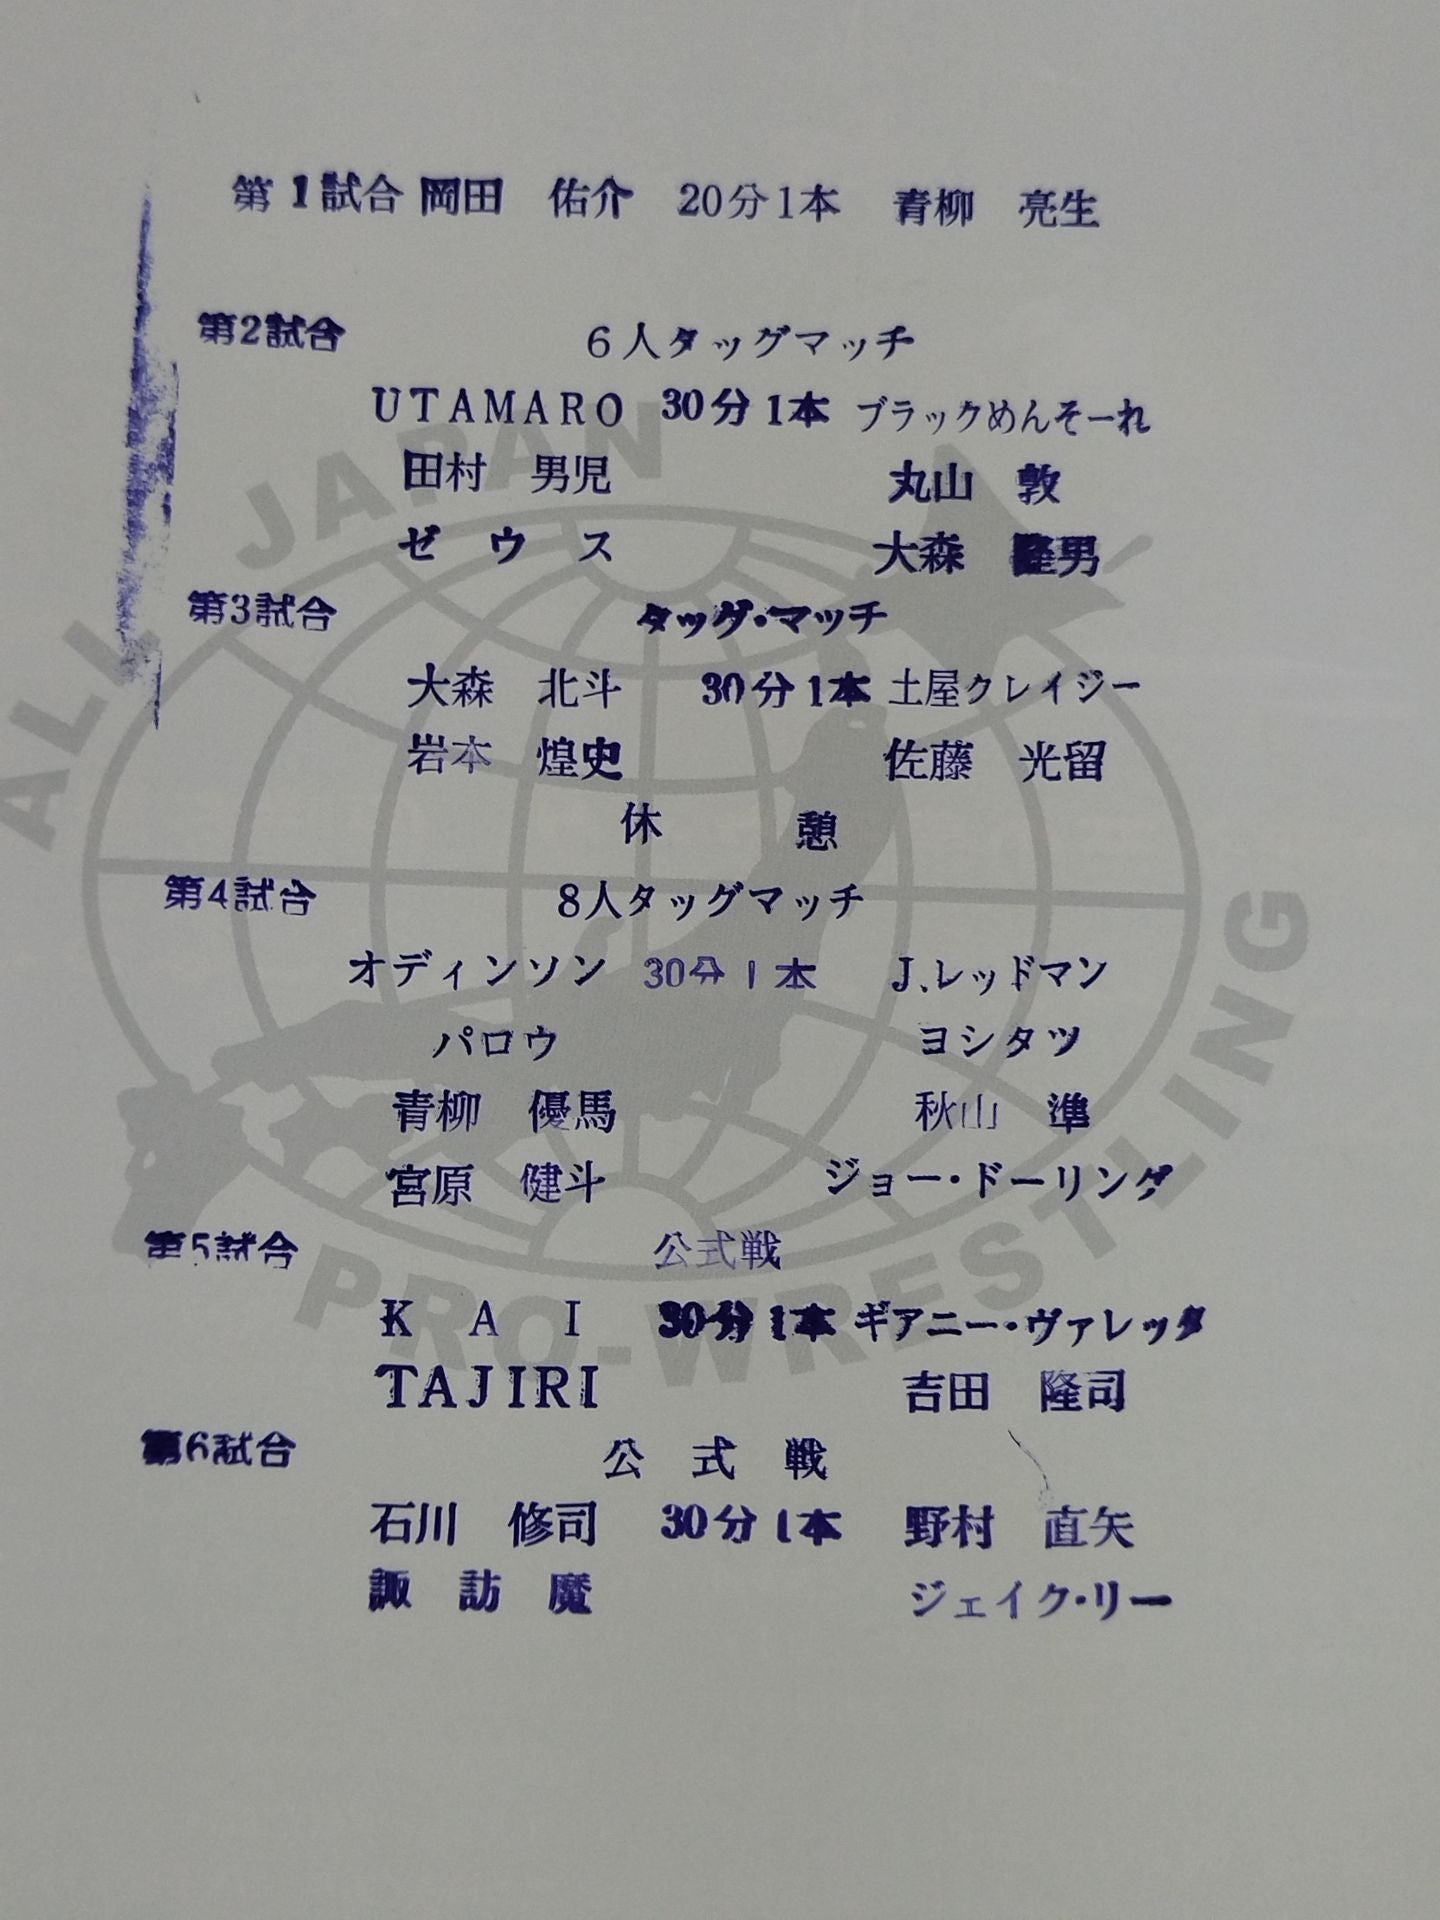 第1試合 岡田 佑介 20分1本 青柳 亮生
第2試合 6人タッグマッチ
UTAMARO 30分1本 ブラックめんそーれ
田村 男児 丸山 敦
ゼウス 大森 隆男
第3試合 タッグ・マッチ
大森 北斗 30分1本 土屋クレイジー
岩本 煌史 佐藤 光留
休憩
第4試合 8人タッグマッチ
オディンソン 30分1本 J.レッドマン
パロウ ヨシタツ
青柳 優馬 秋山 準
宮原 健斗 ジョー・ドーリング
第5試合 公式戦
KAI 30分1本 ギアニー・ヴァレッタ
TAJIRI 吉田 隆司
第6試合 公式戦
石川 修司 30分1本 野村 直矢
諏訪魔 ジェイク・リー
ALL JAPAN
PRO-WRESTLING